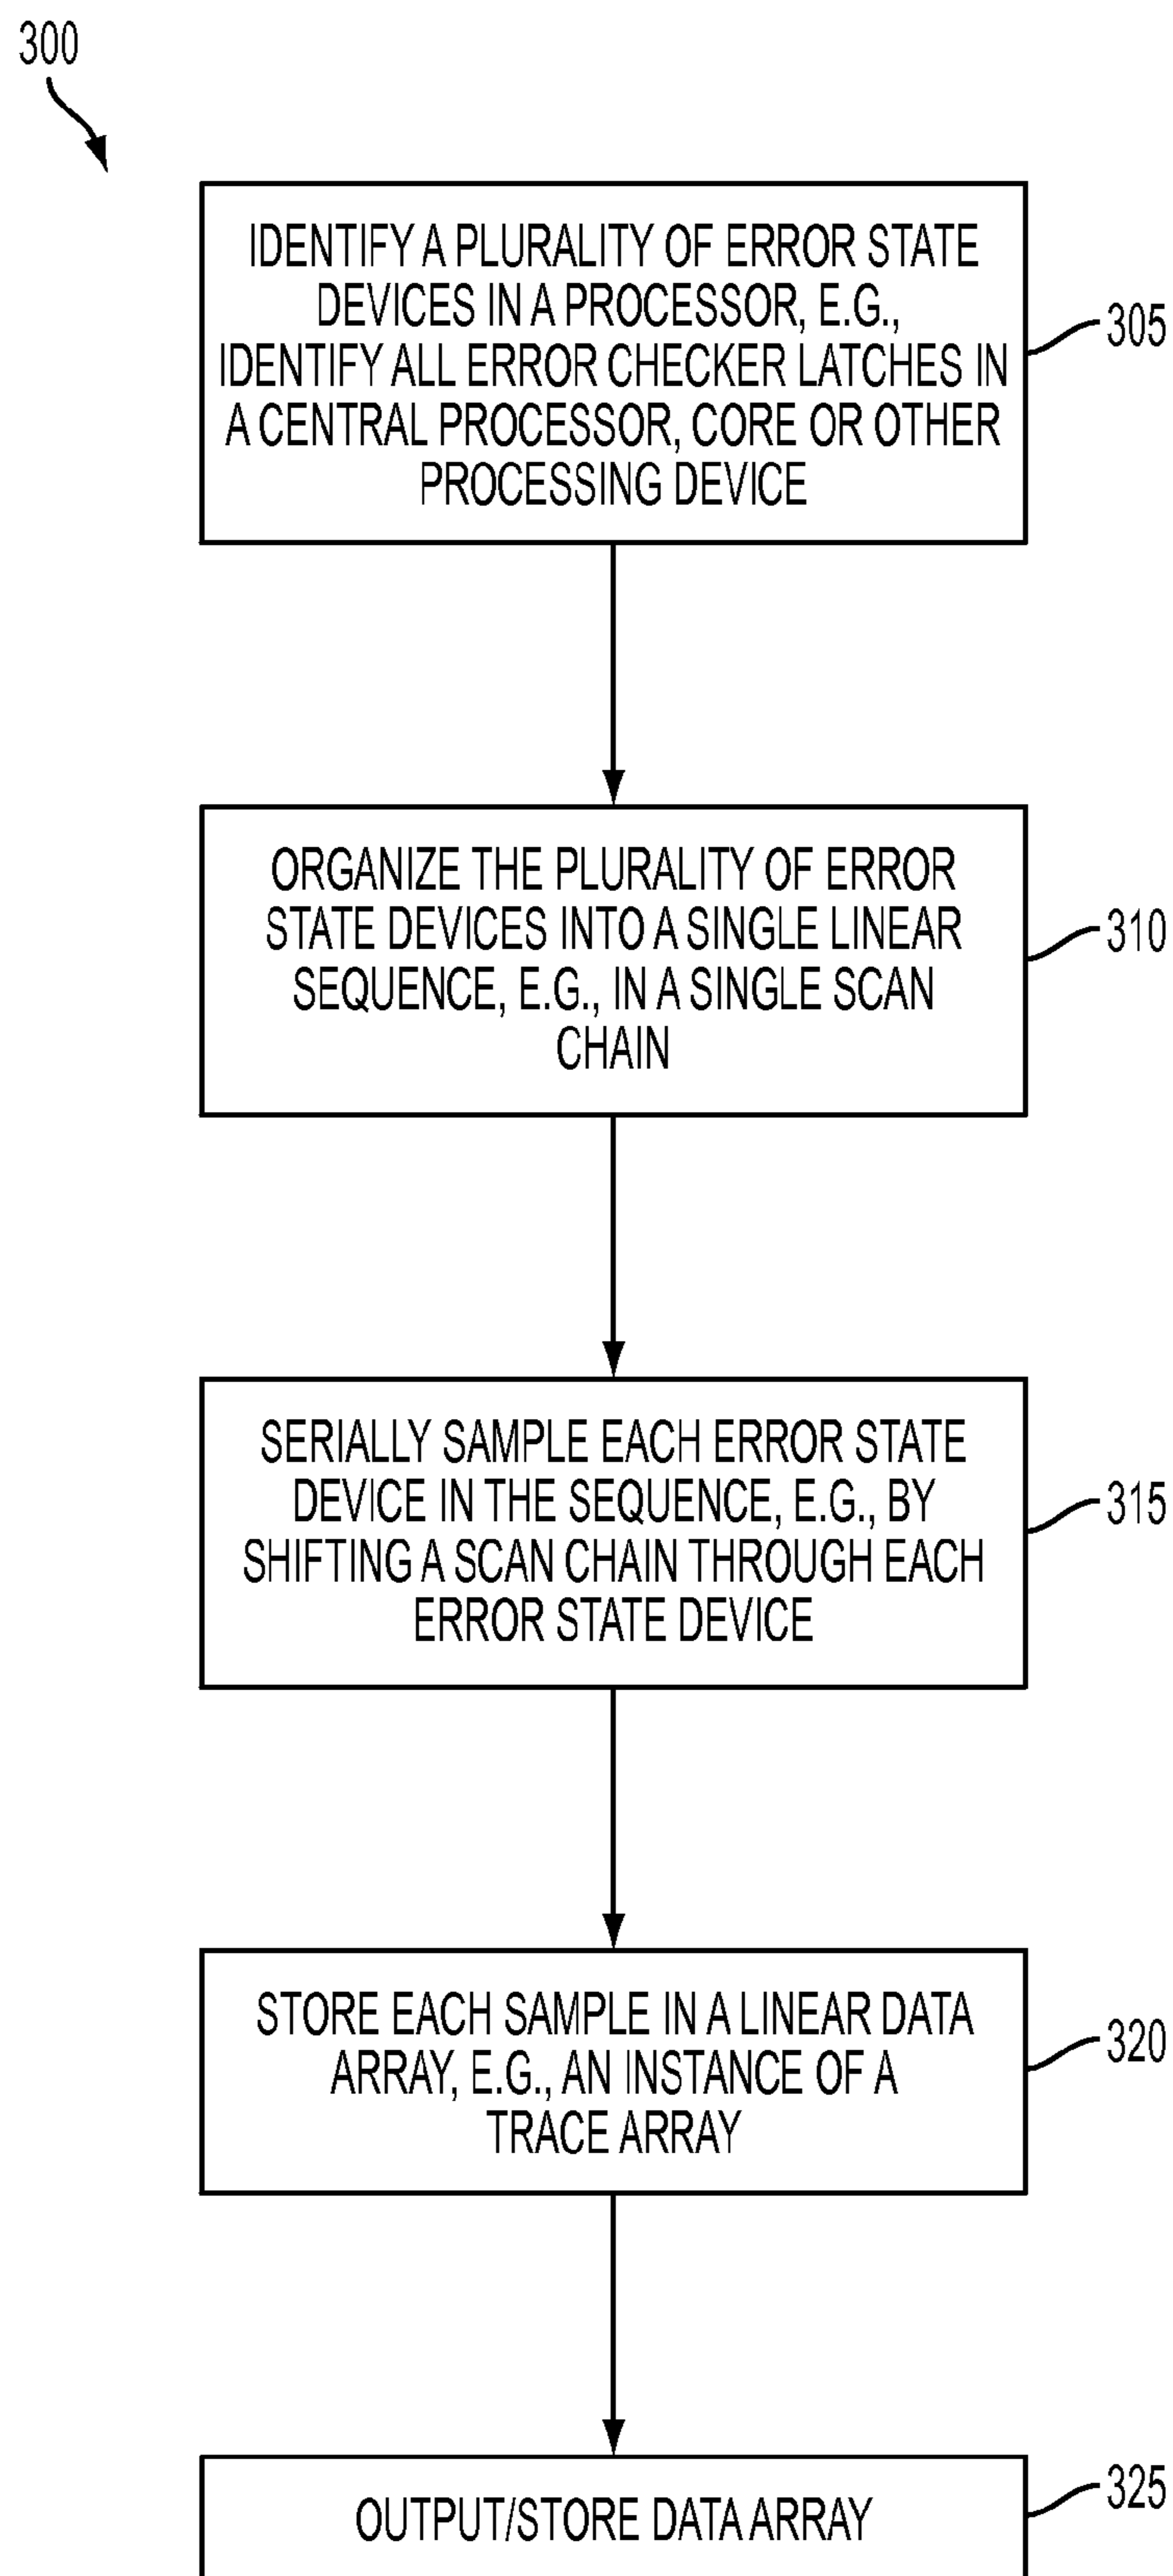 300
IDENTIFY A PLURALITY OF ERROR STATE
DEVICES IN A PROCESSOR, E.G.,
IDENTIFY ALL ERROR CHECKER LATCHES IN
A CENTRAL PROCESSOR, CORE OR OTHER
PROCESSING DEVICE
305
ORGANIZE THE PLURALITY OF ERROR
STATE DEVICES INTO A SINGLE LINEAR
SEQUENCE, E.G., IN A SINGLE SCAN
CHAIN
310
SERIALLY SAMPLE EACH ERROR STATE
DEVICE IN THE SEQUENCE, E.G., BY
SHIFTING A SCAN CHAIN THROUGH EACH
ERROR STATE DEVICE
315
STORE EACH SAMPLE IN A LINEAR DATA
ARRAY, E.G., AN INSTANCE OF A
TRACE ARRAY
320
OUTPUT/STORE DATA ARRAY
325